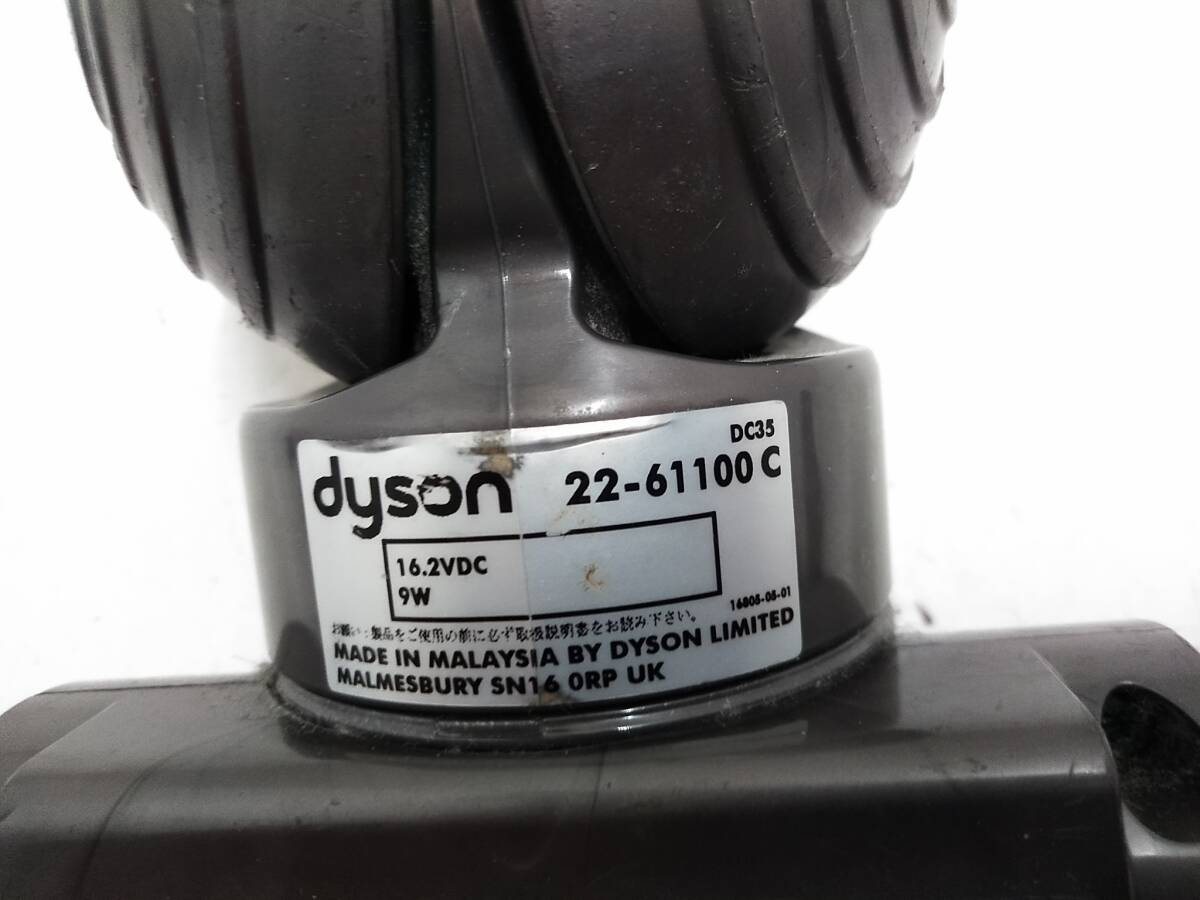 DC35
dyson 22-61100 C
16.2VDC
9W
16805-05-01
お願い:製品をご使用の前に必ず取扱説明書をお読み下さい。
MADE IN MALAYSIA BY DYSON LIMITED
MALMESBURY SN16 0RP UK